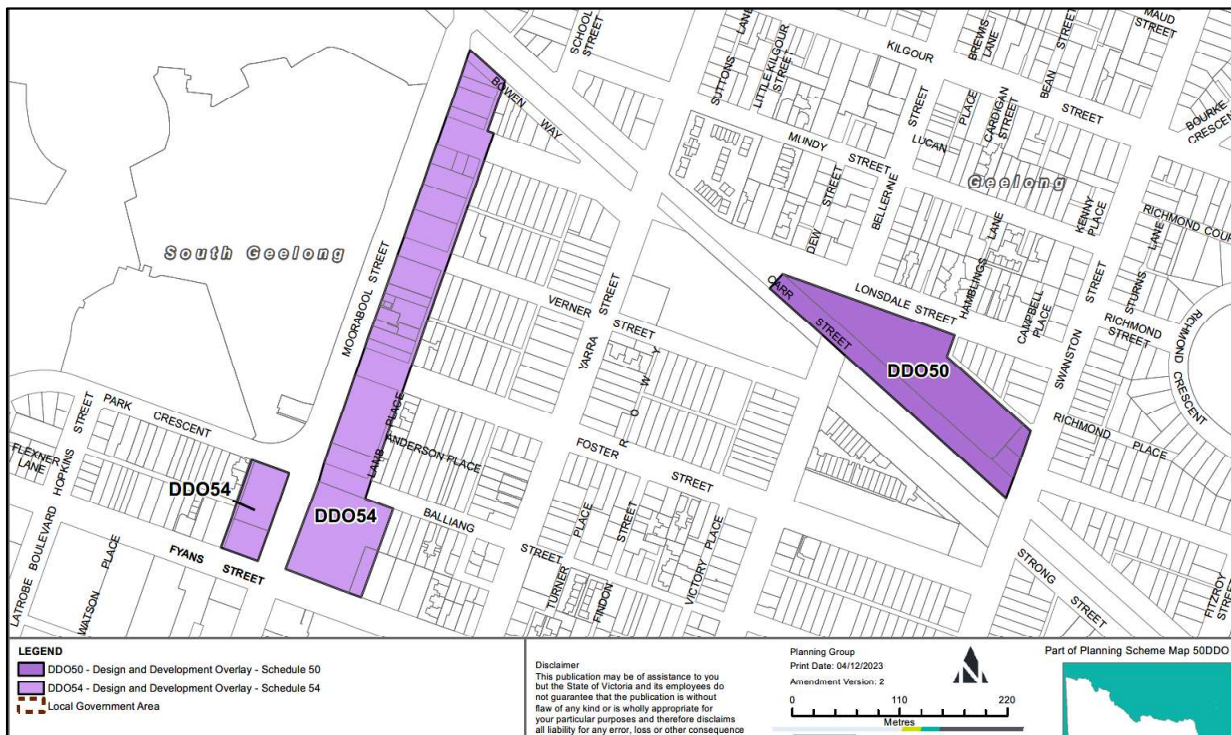 MAUD
STREET
SCHOOL
STREET
SUTTONS
LANE
LITTLE KILGOUR
STREET
KILGOUR
STREET
BREWIS
LANE
BEAN
STREET
BOURKE
CRESCENT
BOWEN
WAY
MUNDY
STREET
STREET
LUCAN
PLACE
CARDIGAN
STREET
Geelong
DEW
STREET
BELLERINE
HAMBLINGS
LANE
KENNY
PLACE
RICHMOND COUR
South Geelong
MOORABOOL STREET
VERNER
STREET
YARRA
STREET
CARR
STREET
LONSDALE STREET
CAMPBELL
PLACE
SWANSTON
STREET
STURNS
LANE
RICHMOND
STREET
RICHMOND
CRESCENT
DDO50
ROWY
PARK
CRESCENT
HOPKINS
STREET
FLEXNER
LANE
LAMB
PLACE
ANDERSON PLACE
FOSTER
STREET
RICHMOND
PLACE
DDO54
DDO54
BALLIANG
STREET
FYANS
STREET
LATROBE BOULEVARD
WATSON
PLACE
TURNER
PLACE
FINDON
STREET
VICTORY
PLACE
STRONG
STREET
FITZROY
STREE
LEGEND
DDO50 - Design and Development Overlay - Schedule 50
DDO54 - Design and Development Overlay - Schedule 54
Local Government Area
Disclaimer
This publication may be of assistance to you
but the State of Victoria and its employees do
not guarantee that the publication is without
flaw of any kind or is wholly appropriate for
your particular purposes and therefore disclaims
all liability for any error, loss or other consequence
Planning Group
Print Date: 04/12/2023
Amendment Version: 2
0 110 220
Metres
Part of Planning Scheme Map 50DDO